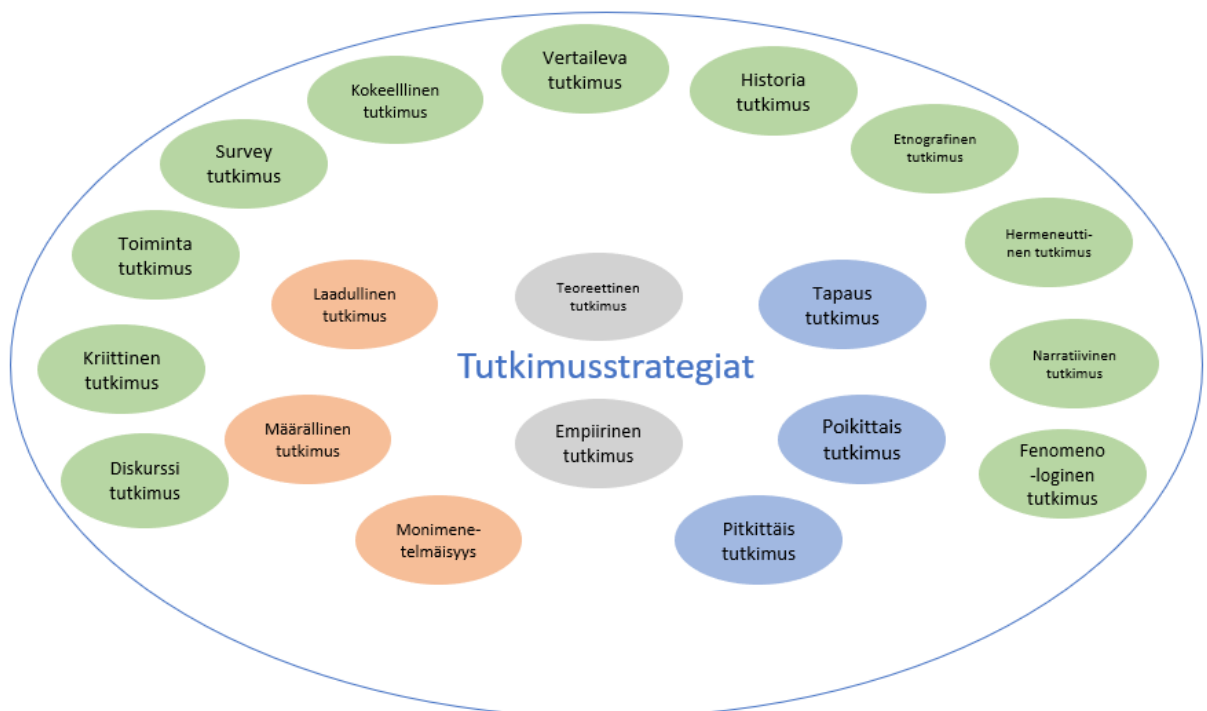 Vertaileva
tutkimus
Historia
tutkimus
Kokeelllinen
tutkimus
Etnografinen
tutkimus
Survey
tutkimus
Hermeneutti-
nen tutkimus
Toiminta
tutkimus
Laadullinen
tutkimus
Teoreettinen
tutkimus
Tapaus
tutkimus
Kriittinen
tutkimus
Tutkimusstrategiat
Narratiivinen
tutkimus
Määrällinen
tutkimus
Empiirinen
tutkimus
Poikittais
tutkimus
Diskurssi
tutkimus
Fenomeno
-loginen
tutkimus
Monimene-
telmäisyys
Pitkittäis
tutkimus